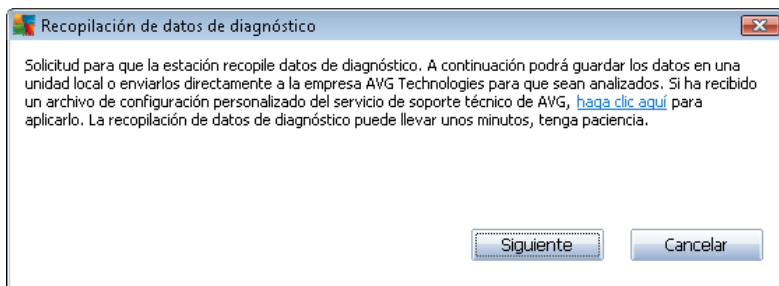 Recopilación de datos de diagnóstico
Solicitud para que la estación recopile datos de diagnóstico. A continuación podrá guardar los datos en una
unidad local o enviarlos directamente a la empresa AVG Technologies para que sean analizados. Si ha recibido
un archivo de configuración personalizado del servicio de soporte técnico de AVG, haga clic aquí para
aplicarlo. La recopilación de datos de diagnóstico puede llevar unos minutos, tenga paciencia.
Siguiente
Cancelar